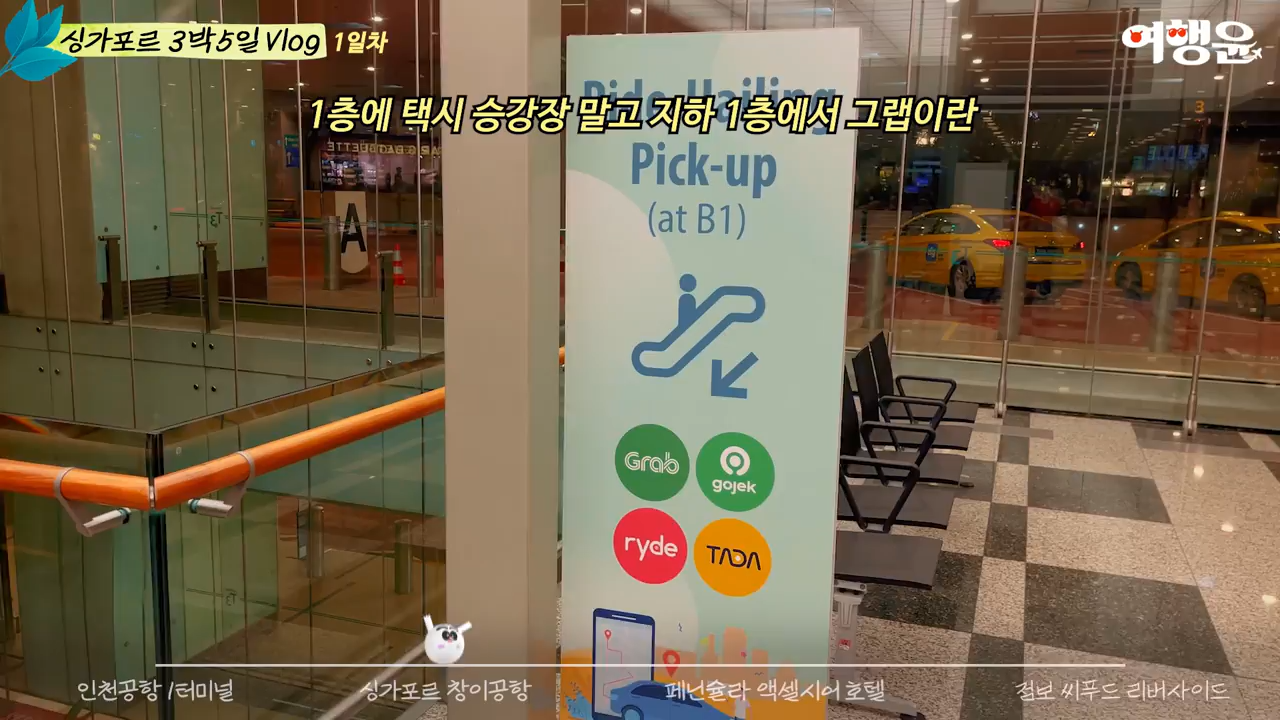 싱가포르 3박5일 Vlog 1일차
여행윤
1층에 택시 승강장 말고 지하 1층에서 그랩이란
Ride-Hailing
Pick-up
(at B1)
A
3
Grab
gojek
ryde
TADA
인천공항 1터미널
싱가포르 창이공항
페닌슐라 엑셀시어 호텔
점보 씨푸드 리버사이드